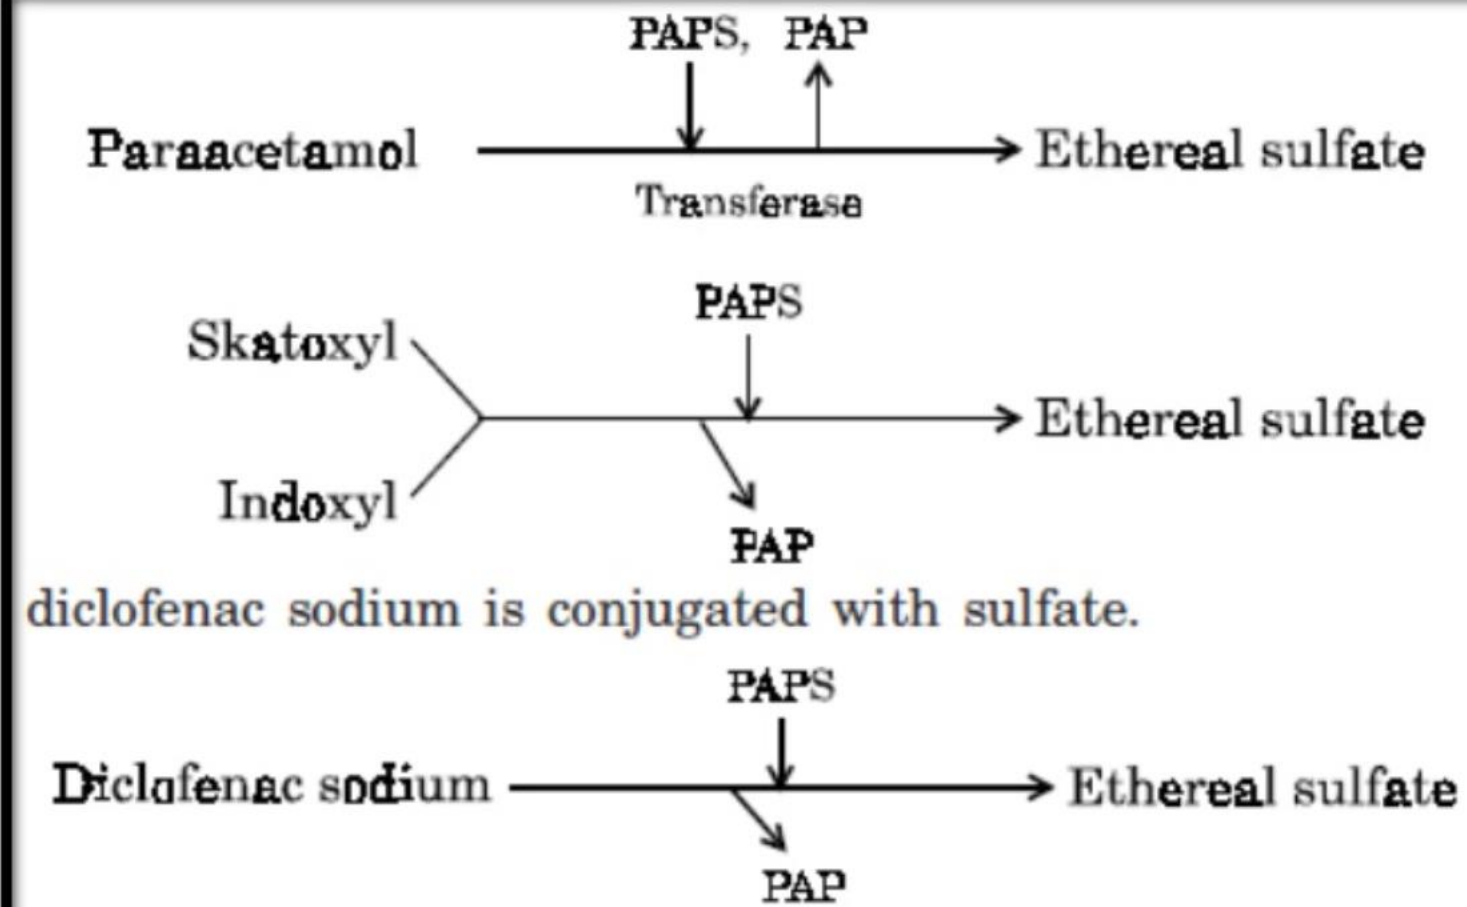 PAPS, PAP
Paraacetamol Ethereal sulfate
Transferase
PAPS
Skatoxyl
Ethereal sulfate
Indoxyl
PAP
diclofenac sodium is conjugated with sulfate.
PAPS
Diclofenac sodium Ethereal sulfate
PAP